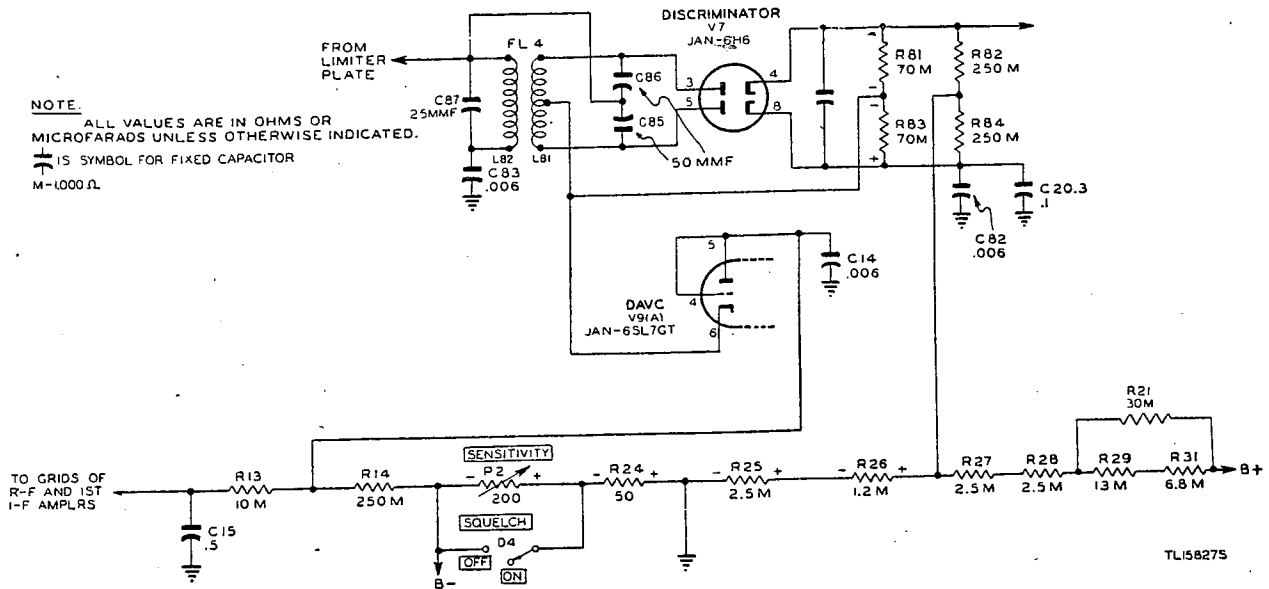 DISCRIMINATOR
V7
JAN-6H6
FROM
LIMITER
PLATE
FL 4
C87
25MMF
C86
C85
50 MMF
L82
L81
C83
.006
3
5
4
8
-
R81
70M
-
-
R83
70M
+
R82
250 M
R84
250 M
C 20.3
.1
C82
.006
NOTE.
ALL VALUES ARE IN OHMS OR
MICROFARADS UNLESS OTHERWISE INDICATED.
IS SYMBOL FOR FIXED CAPACITOR
M-1,000 Ω
5
4
6
DAVC
V9(A)
JAN-6SL7GT
C14
.006
TO GRIDS OF
R-F AND 1ST
I-F AMPLRS
R13
10 M
C15
.5
R14
250 M
SENSITIVITY
- P2 +
200
SQUELCH
D4
OFF
ON
B-
- R24 +
50
- R25 +
2.5 M
- R26 +
1.2 M
R27
2.5 M
R28
2.5 M
R21
30M
R29
13 M
R31
6.8 M
B+
TL15827S